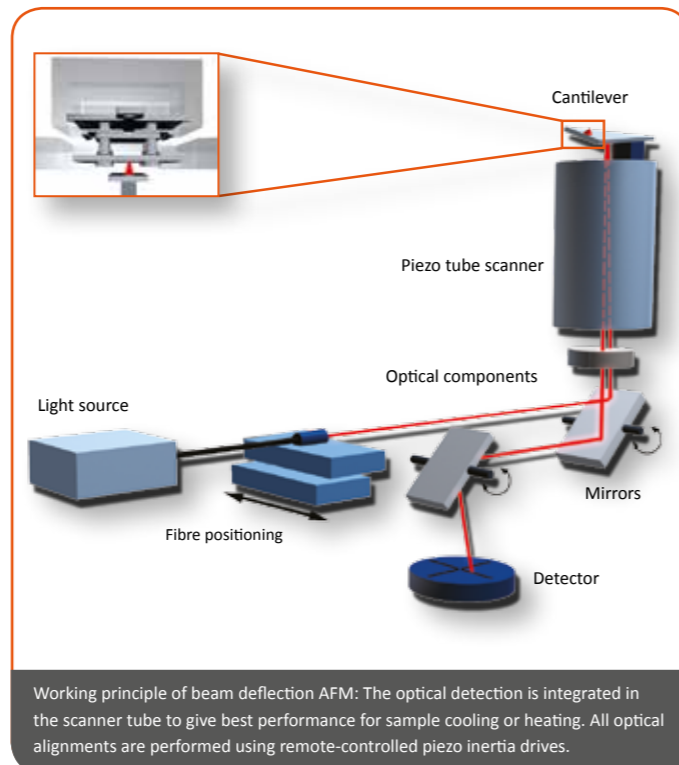 Cantilever
Piezo tube scanner
Optical components
Light source
Mirrors
Fibre positioning
Detector
Working principle of beam deflection AFM: The optical detection is integrated in
the scanner tube to give best performance for sample cooling or heating. All optical
alignments are performed using remote-controlled piezo inertia drives.